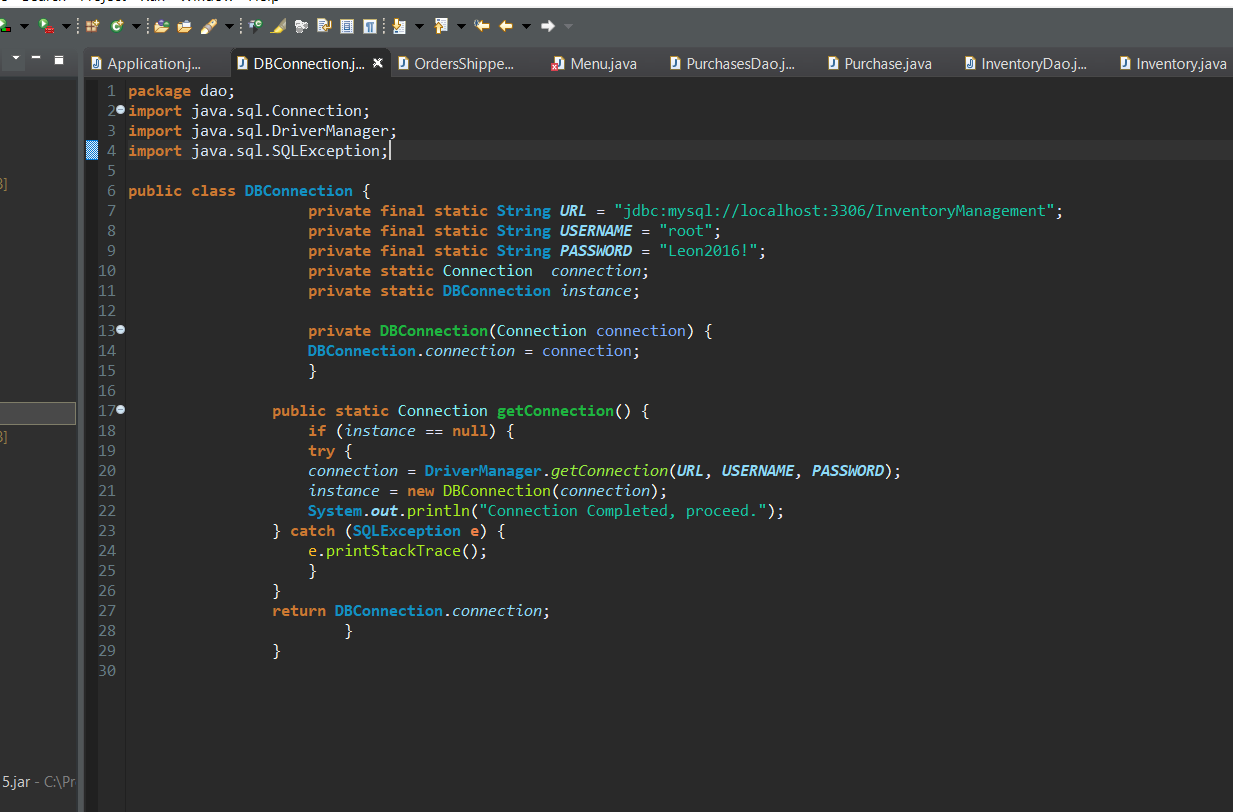 Search Project Run Window Help
Application.j...
DBConnection.j...
OrdersShippe...
Menu.java
PurchasesDao.j...
Purchase.java
InventoryDao.j...
Inventory.java
1 package dao;
2 import java.sql.Connection;
3 import java.sql.DriverManager;
4 import java.sql.SQLException;
5
6 public class DBConnection {
7 private final static String URL = "jdbc:mysql://localhost:3306/InventoryManagement";
8 private final static String USERNAME = "root";
9 private final static String PASSWORD = "Leon2016!";
10 private static Connection  connection;
11 private static DBConnection instance;
12
13 private DBConnection(Connection connection) {
14 DBConnection.connection = connection;
15 }
16
17 public static Connection getConnection() {
18 if (instance == null) {
19 try {
20 connection = DriverManager.getConnection(URL, USERNAME, PASSWORD);
21 instance = new DBConnection(connection);
22 System.out.println("Connection Completed, proceed.");
23 } catch (SQLException e) {
24 e.printStackTrace();
25 }
26 }
27 return DBConnection.connection;
28 }
29 }
30
5.jar - C:\Pr